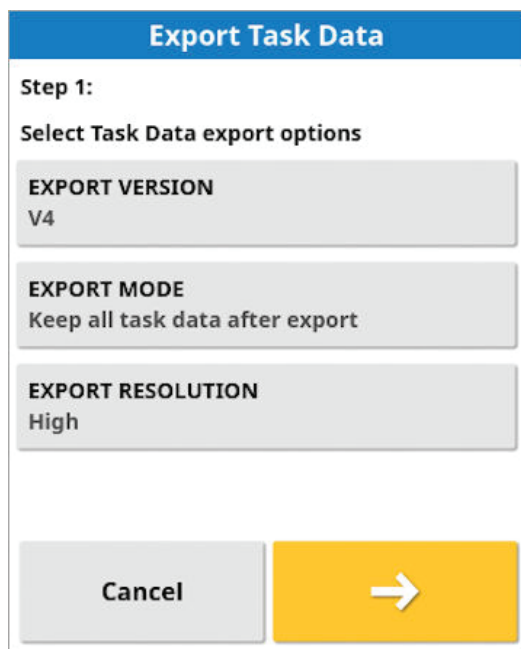 Export Task Data
Step 1:
Select Task Data export options
EXPORT VERSION
V4
EXPORT MODE
Keep all task data after export
EXPORT RESOLUTION
High
Cancel